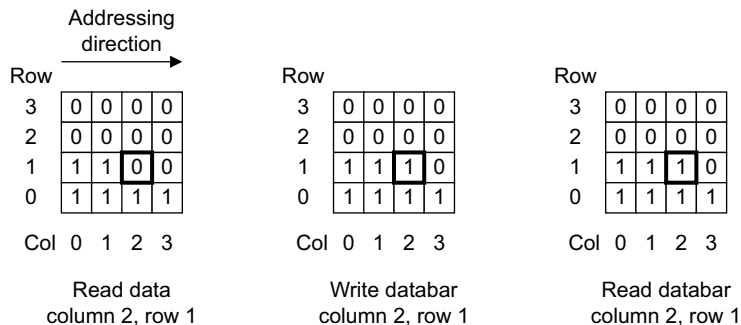 Addressing
direction
Row Row Row
3 0 0 0 0 3 0 0 0 0 3 0 0 0 0
2 0 0 0 0 2 0 0 0 0 2 0 0 0 0
1 1 1 0 0 1 1 1 1 0 1 1 1 1 0
0 1 1 1 1 0 1 1 1 1 0 1 1 1 1
Col 0 1 2 3 Col 0 1 2 3 Col 0 1 2 3
Read data Write databar Read databar
column 2, row 1 column 2, row 1 column 2, row 1